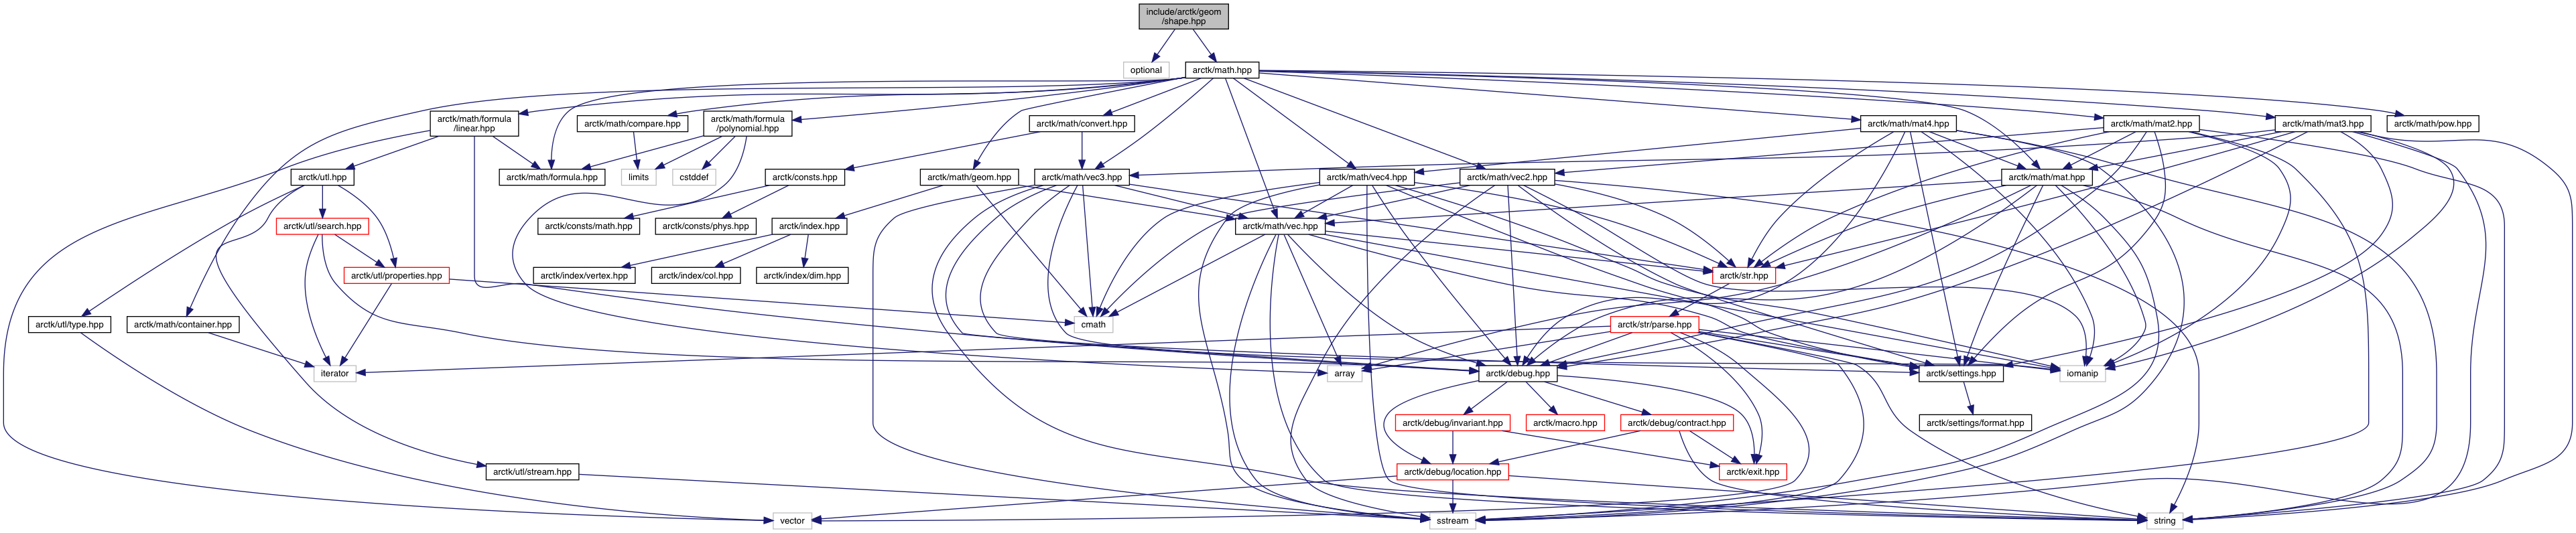 include/arctk/geom
/shape.hpp
optional
arctk/math.hpp
arctk/math/formula
/linear.hpp
arctk/math/compare.hpp
arctk/math/formula
/polynomial.hpp
arctk/math/convert.hpp
arctk/math/mat4.hpp
arctk/math/mat2.hpp
arctk/math/mat3.hpp
arctk/math/pow.hpp
arctk/utl.hpp
arctk/math/formula.hpp
limits
cstddef
arctk/consts.hpp
arctk/math/geom.hpp
arctk/math/vec3.hpp
arctk/math/vec4.hpp
arctk/math/vec2.hpp
arctk/math/mat.hpp
arctk/utl/search.hpp
arctk/consts/math.hpp
arctk/consts/phys.hpp
arctk/index.hpp
arctk/math/vec.hpp
arctk/utl/properties.hpp
arctk/index/vertex.hpp
arctk/index/col.hpp
arctk/index/dim.hpp
arctk/str.hpp
arctk/utl/type.hpp
arctk/math/container.hpp
cmath
arctk/str/parse.hpp
iterator
array
arctk/debug.hpp
arctk/settings.hpp
iomanip
arctk/debug/invariant.hpp
arctk/macro.hpp
arctk/debug/contract.hpp
arctk/settings/format.hpp
arctk/utl/stream.hpp
arctk/debug/location.hpp
arctk/exit.hpp
vector
sstream
string